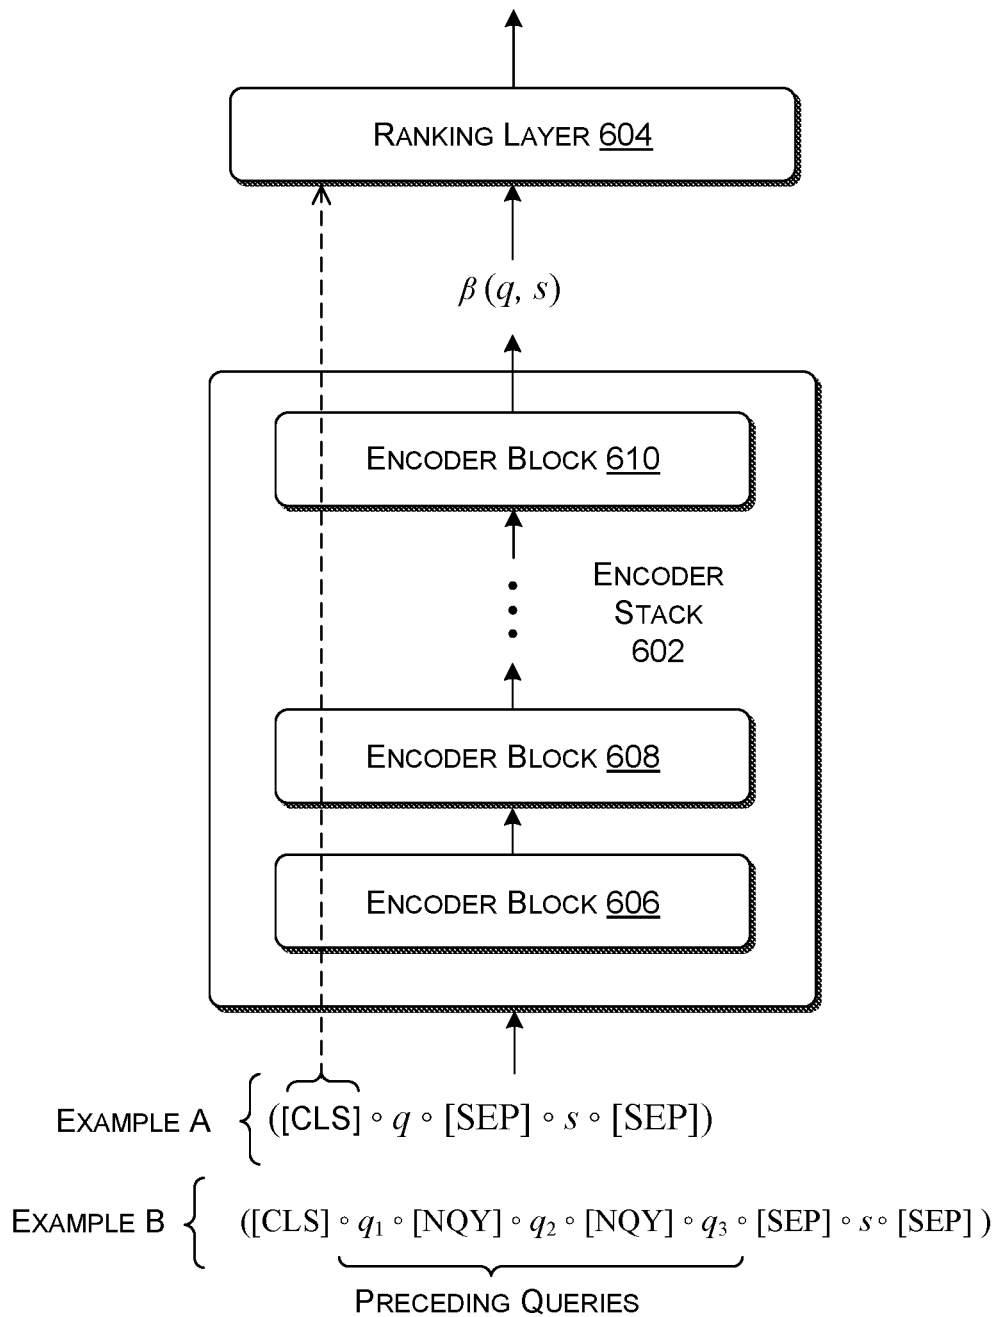 RANKING LAYER 604
β (q, s)
ENCODER BLOCK 610
ENCODER
STACK
602
ENCODER BLOCK 608
ENCODER BLOCK 606
EXAMPLE A { ([CLS] ∘ q ∘ [SEP] ∘ s ∘ [SEP])
EXAMPLE B { ([CLS] ∘ q₁ ∘ [NQY] ∘ q₂ ∘ [NQY] ∘ q₃ ∘ [SEP] ∘ s ∘ [SEP] )
PRECEDING QUERIES